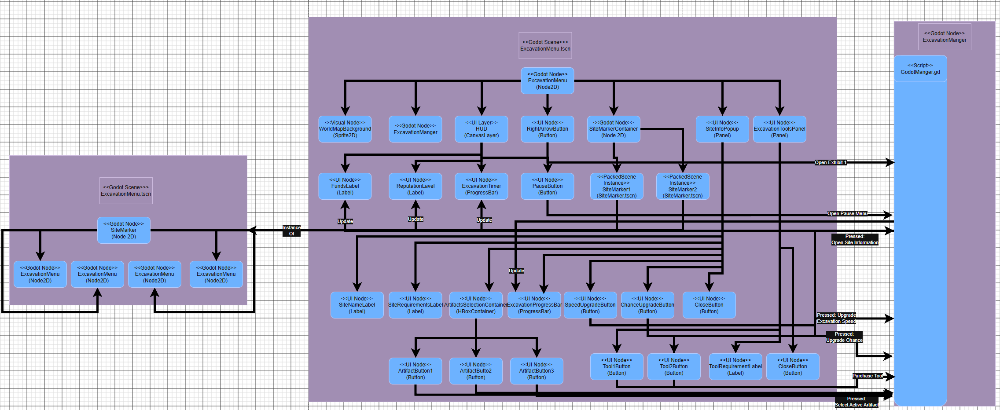 <<Godot Scene>>>
ExcavationMenu.tscn
<<Godot Node>>
ExcavationManger
<<Script>>
GodotManger.gd
<<Godot Node>>
ExcavationMenu
(Node2D)
<<Visual Node>>
WorldMapBackground
(Sprite2D)
<<Godot Node>>
ExcavationManger
<<UI Layer>>
HUD
(CanvasLayer)
<<UI Node>>
RightArrowButton
(Button)
<<Godot Node>>
SiteMarkerContainer
(Node 2D)
<<UI Node>>
SiteInfoPopup
(Panel)
<<UI Node>>
ExcavationToolsPanel
(Panel)
Open Exhibit 1
<<UI Node>>
FundsLabel
(Label)
<<UI Node>>
ReputationLavel
(Label)
<<UI Node>>
ExcavationTimer
(ProgressBar)
<<UI Node>>
PauseButton
(Button)
<<PackedScene
Instance>>
SiteMarker1
(SiteMarker.tscn)
<<PackedScene
Instance>>
SiteMarker2
(SiteMarker.tscn)
<<Godot Scene>>>
ExcavationMenu.tscn
Update
Update
Update
Open Pause Menu
<<Godot Node>>
SiteMarker
(Node 2D)
Instance
Of
Pressed:
Open Site Information
<<Godot Node>>
ExcavationMenu
(Node2D)
<<Godot Node>>
ExcavationMenu
(Node2D)
<<Godot Node>>
ExcavationMenu
(Node2D)
<<Godot Node>>
ExcavationMenu
(Node2D)
Update
<<UI Node>>
SiteNameLabel
(Label)
<<UI Node>>
SiteRequirementsLabel
(Label)
<<UI Node>>
ArtifactsSelectionContainer
(HBoxContainer)
<<UI Node>>
ExcavationProgressBar
(ProgressBar)
<<UI Node>>
SpeedUpgradeButton
(Button)
<<UI Node>>
ChanceUpgradeButton
(Button)
<<UI Node>>
CloseButton
(Button)
Pressed: Upgrade
Excavation Speed
Pressed:
Upgrade Chance
<<UI Node>>
ArtifactButton1
(Button)
<<UI Node>>
ArtifactButto2
(Button)
<<UI Node>>
ArtifactButton3
(Button)
<<UI Node>>
Tool1Button
(Button)
<<UI Node>>
Tool2Button
(Button)
<<UI Node>>
ToolRequirementLabel
(Label)
<<UI Node>>
CloseButton
(Button)
Purchase Tool
Pressed:
Select Active Artifact